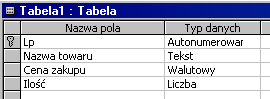 Tabela1 : Tabela
Nazwa pola Typ danych
Lp Autonumerowar
Nazwa towaru Tekst
Cena zakupu Walutowy
Ilość Liczba